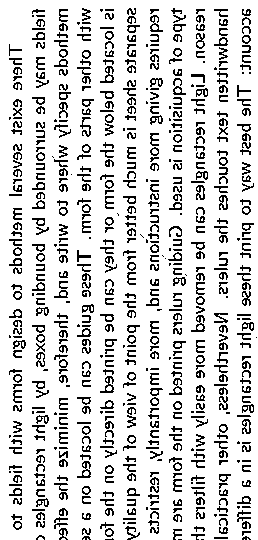 There exist several methods to design forms with fields to
fields may be surrounded by bounding boxes, by light rectangles o
methods specify where to write and, therefore, minimize the effe
with other parts of the form. These guides can be located on a s
is located below the form or they can be printed directly on the fo
separate sheet is much better from the point of view of the quality
requires giving more instructions and, more importantly, restricts
type of acquisition is used. Guiding rulers printed on the form are m
reason. Light rectangles can be removed more easily with filters th
handwritten text touches the rulers. Nevertheless, other practical
account: The best way to print these light rectangles is in a differe